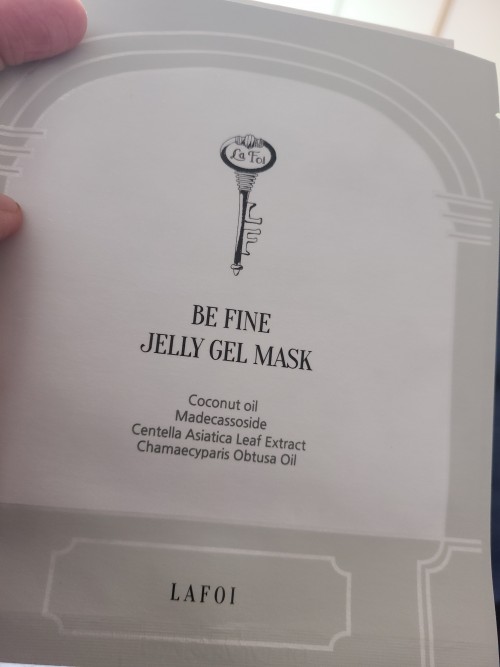 La Foi
BE FINE
JELLY GEL MASK
Coconut oil
Madecassoside
Centella Asiatica Leaf Extract
Chamaecyparis Obtusa Oil
LAFOI